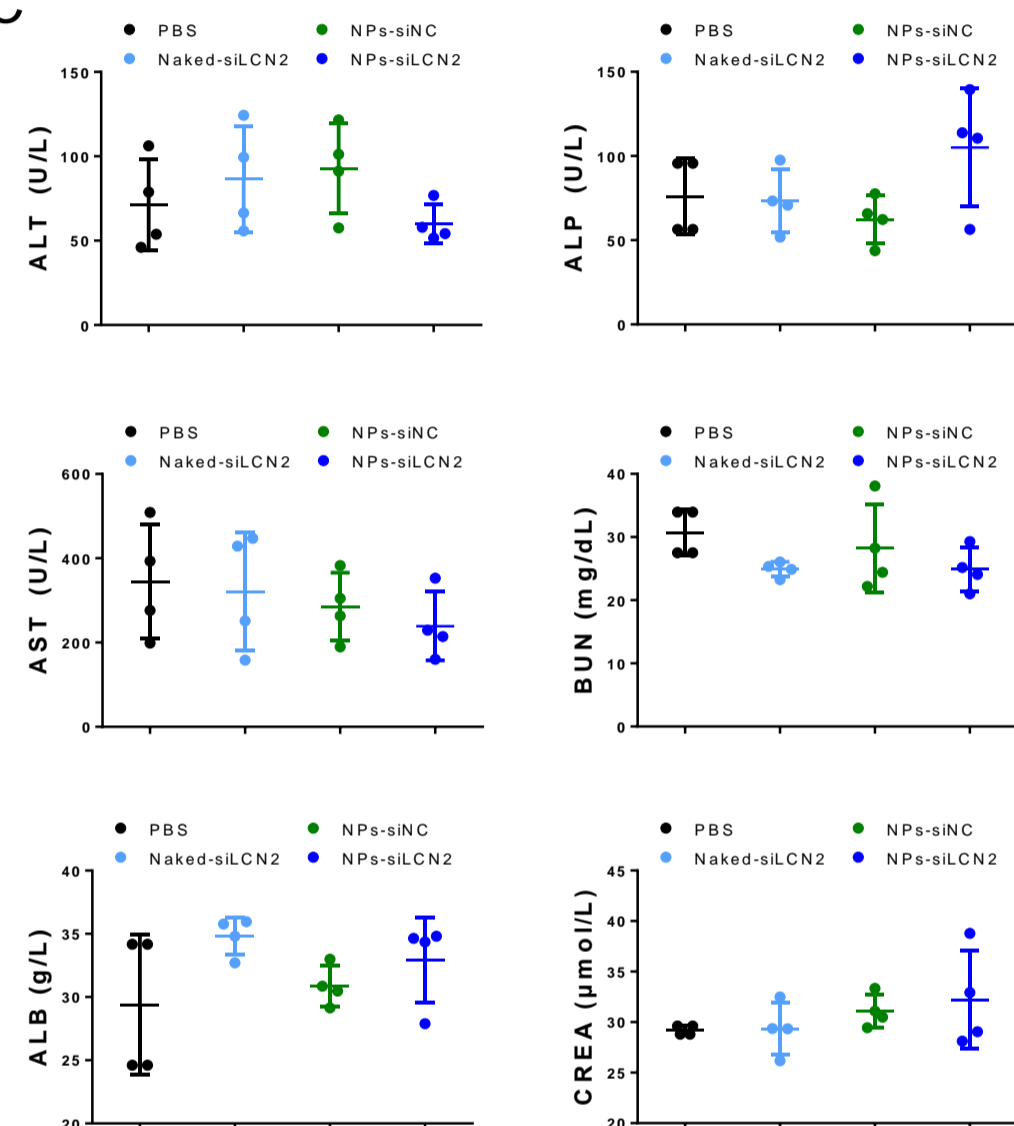 C
PBS NPs-siNC
Naked-siLCN2 NPs-siLCN2
ALT (U/L)
150
100
50
0
PBS NPs-siNC
Naked-siLCN2 NPs-siLCN2
ALP (U/L)
150
100
50
0
PBS NPs-siNC
Naked-siLCN2 NPs-siLCN2
AST (U/L)
600
400
200
0
PBS NPs-siNC
Naked-siLCN2 NPs-siLCN2
BUN (mg/dL)
40
30
20
10
0
PBS NPs-siNC
Naked-siLCN2 NPs-siLCN2
ALB (g/L)
40
35
30
25
20
PBS NPs-siNC
Naked-siLCN2 NPs-siLCN2
CREA (μmol/L)
45
40
35
30
25
20